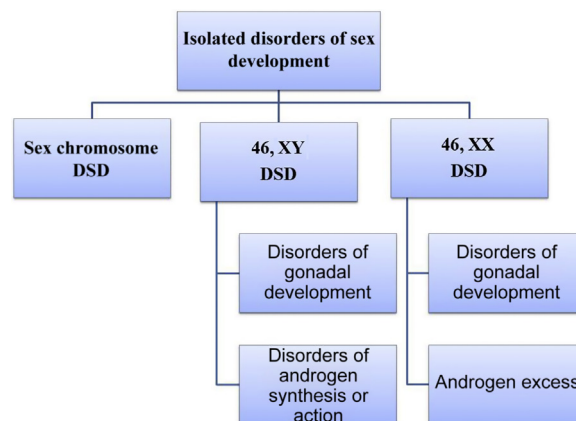 Isolated disorders of sex
development
Sex chromosome
DSD
46, XY
DSD
46, XX
DSD
Disorders of
gonadal
development
Disorders of
gonadal
development
Disorders of
androgen
synthesis or
action
Androgen excess